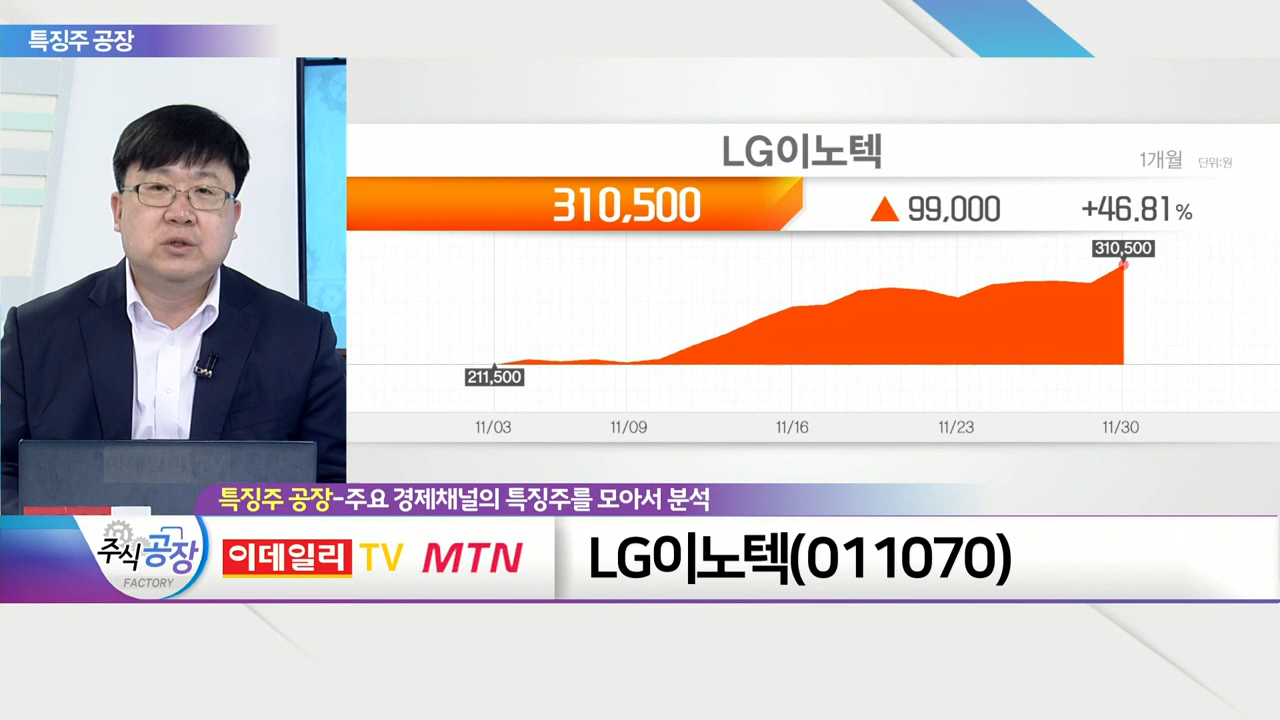 특징주 공장
LG이노텍
1개월 단위:원
310,500 ▲ 99,000 +46.81%
310,500
211,500
11/03 11/09 11/16 11/23 11/30
특징주 공장-주요 경제채널의 특징주를 모아서 분석
주식공장
FACTORY
이데일리 TV MTN
LG이노텍(011070)